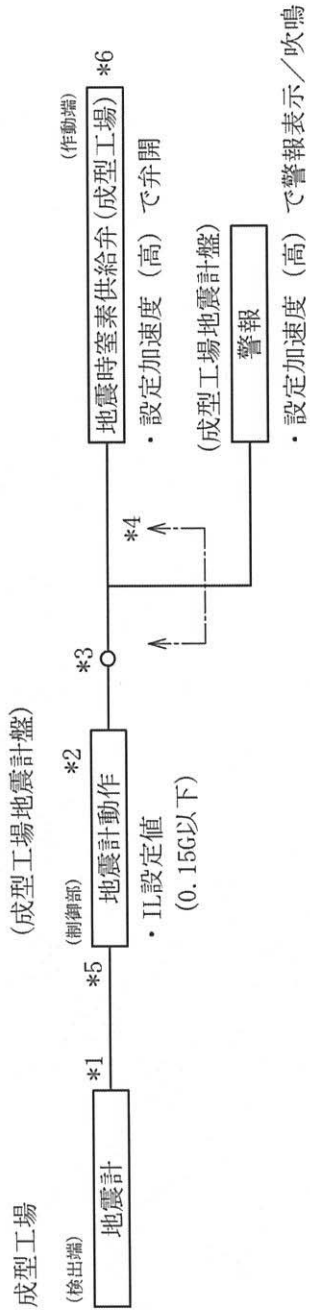 成型工場
(検出端)
地震計
*1
*5
(成型工場地震計盤)
(制御部)
*2
地震計動作
・IL設定値
(0.15G以下)
*3
*4
(作動端)
*6
地震時窒素供給弁(成型工場)
・設定加速度(高)で弁開
(成型工場地震計盤)
警報
・設定加速度(高)で警報表示/吹鳴